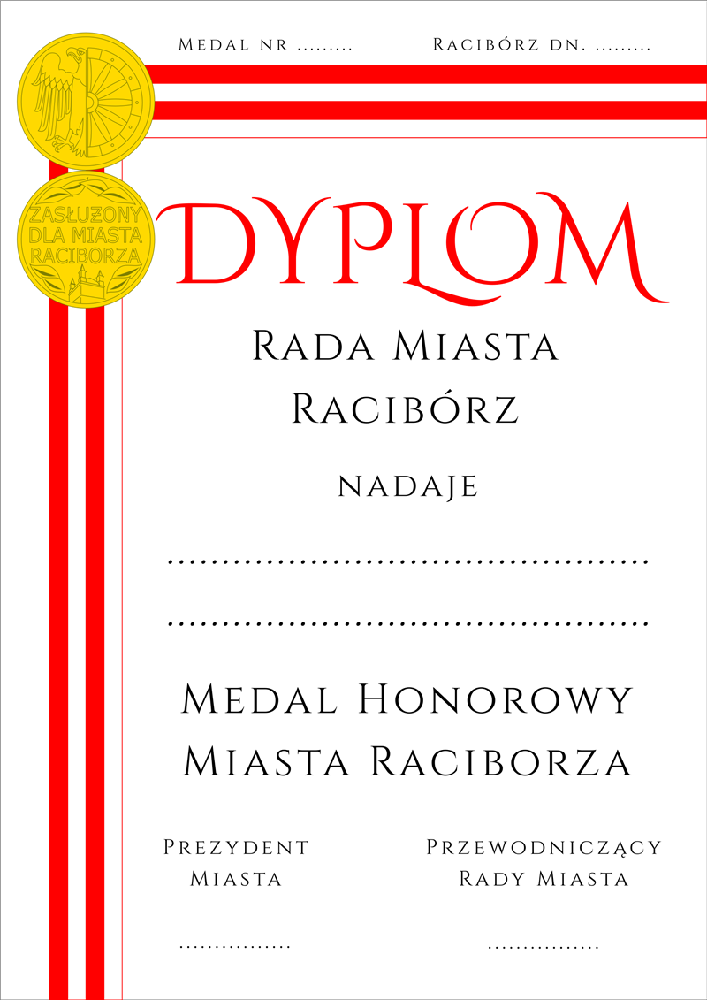 MEDAL NR .........
RACIBÓRZ DN. .........
ZASŁUŻONY
DLA MIASTA
RACIBORZA
DYPLOM
RADA MIASTA
RACIBÓRZ
NADAJE
............................................
............................................
MEDAL HONOROWY
MIASTA RACIBORZA
PREZYDENT
MIASTA
................
PRZEWODNICZĄCY
RADY MIASTA
................